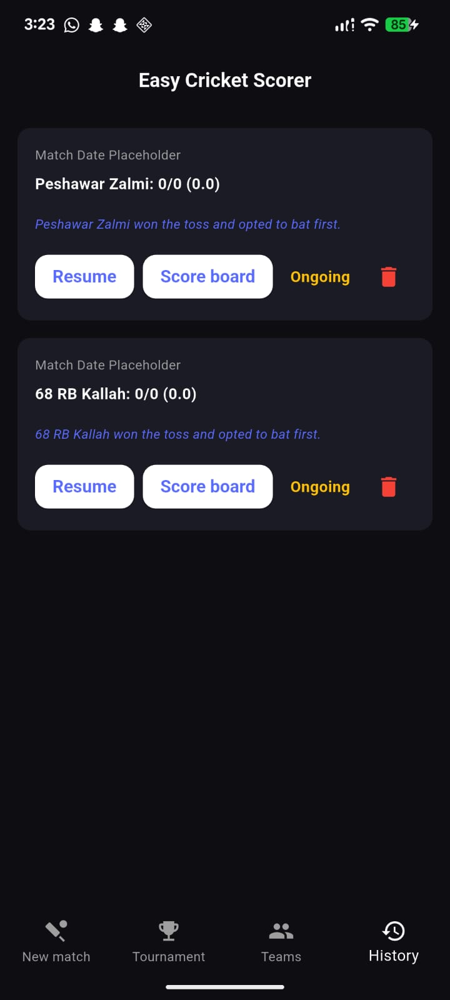 3:23 85
Easy Cricket Scorer
Match Date Placeholder
Peshawar Zalmi: 0/0 (0.0)
Peshawar Zalmi won the toss and opted to bat first.
Resume Score board Ongoing
Match Date Placeholder
68 RB Kallah: 0/0 (0.0)
68 RB Kallah won the toss and opted to bat first.
Resume Score board Ongoing
New match Tournament Teams History